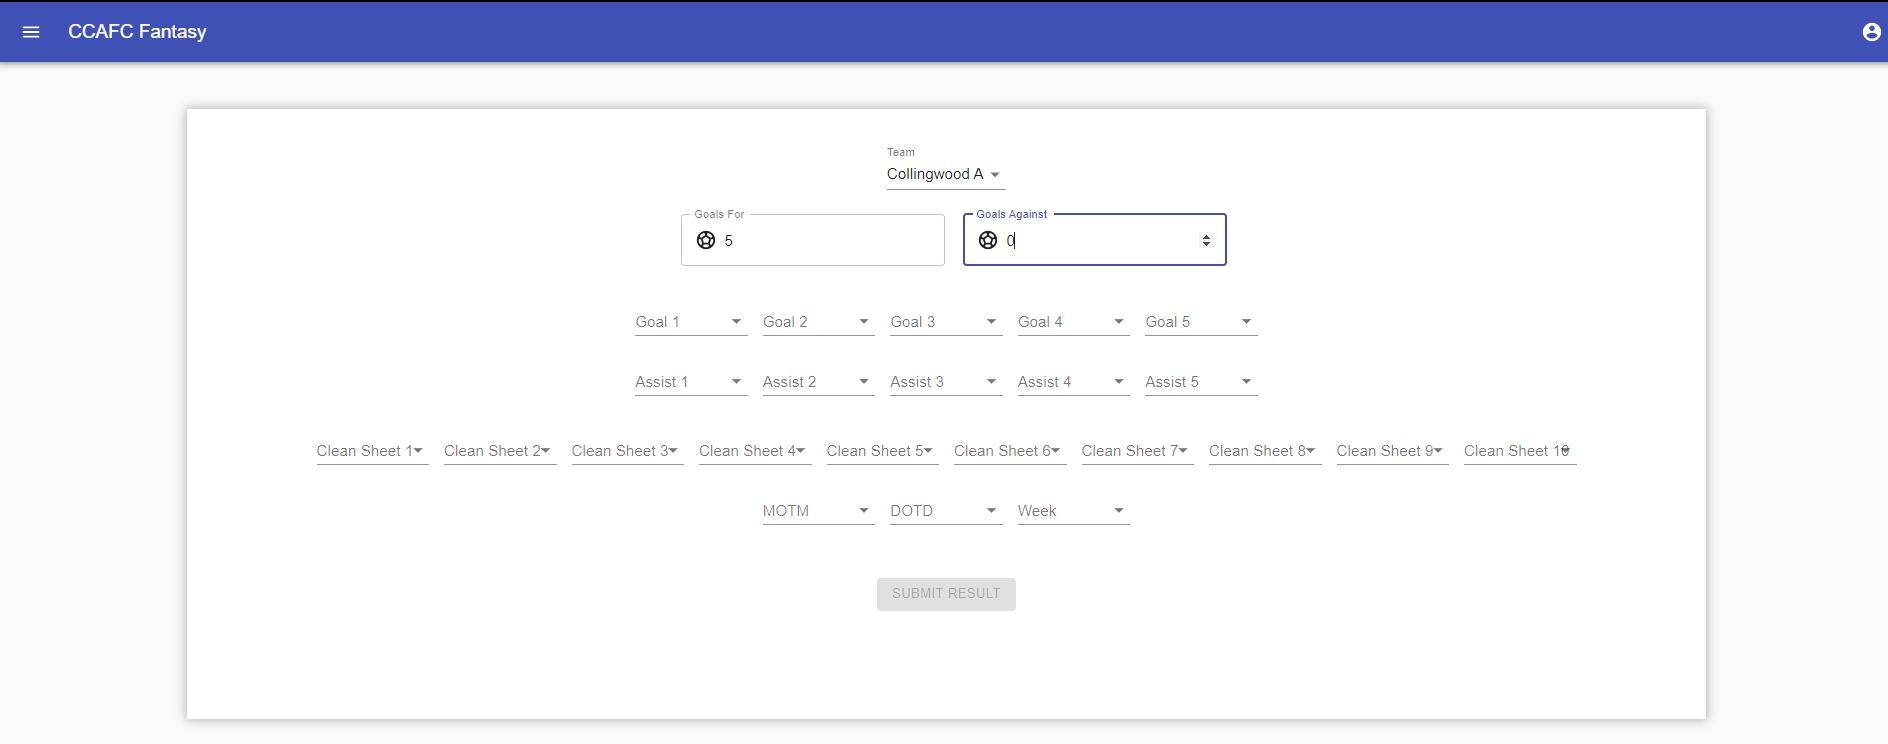 CCAFC Fantasy
Team
Collingwood A
Goals For
Goals Against
5
0
Goal 1 Goal 2 Goal 3 Goal 4 Goal 5
Assist 1 Assist 2 Assist 3 Assist 4 Assist 5
Clean Sheet 1 Clean Sheet 2 Clean Sheet 3 Clean Sheet 4 Clean Sheet 5 Clean Sheet 6 Clean Sheet 7 Clean Sheet 8 Clean Sheet 9 Clean Sheet 10
MOTM DOTD Week
SUBMIT RESULT